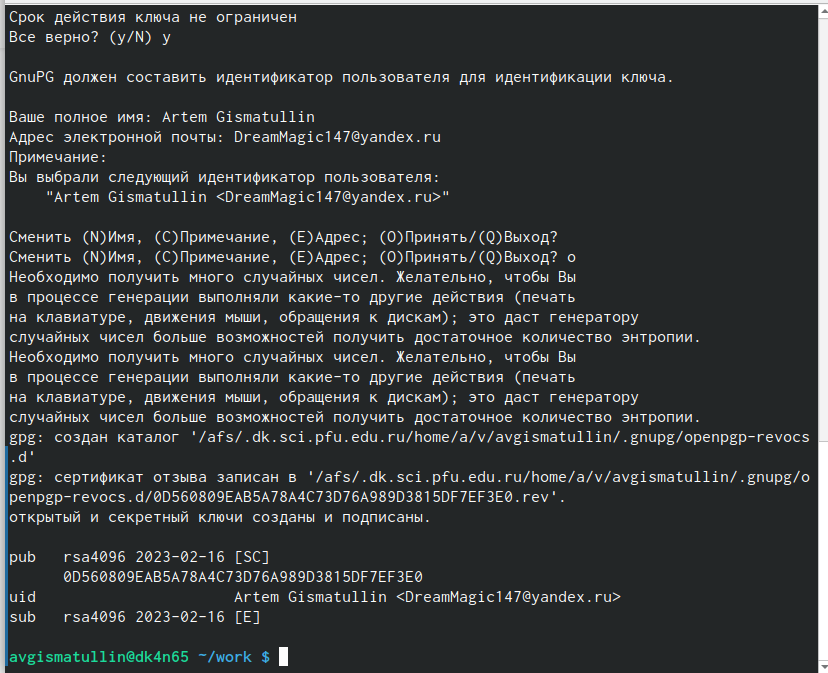 Срок действия ключа не ограничен
Все верно? (y/N) y
GnuPG должен составить идентификатор пользователя для идентификации ключа.
Ваше полное имя: Artem Gismatullin
Адрес электронной почты: DreamMagic147@yandex.ru
Примечание:
Вы выбрали следующий идентификатор пользователя:
"Artem Gismatullin <DreamMagic147@yandex.ru>"
Сменить (N)Имя, (C)Примечание, (E)Адрес; (O)Принять/(Q)Выход?
Сменить (N)Имя, (C)Примечание, (E)Адрес; (O)Принять/(Q)Выход? o
Необходимо получить много случайных чисел. Желательно, чтобы Вы
в процессе генерации выполняли какие-то другие действия (печать
на клавиатуре, движения мыши, обращения к дискам); это даст генератору
случайных чисел больше возможностей получить достаточное количество энтропии.
Необходимо получить много случайных чисел. Желательно, чтобы Вы
в процессе генерации выполняли какие-то другие действия (печать
на клавиатуре, движения мыши, обращения к дискам); это даст генератору
случайных чисел больше возможностей получить достаточное количество энтропии.
gpg: создан каталог '/afs/.dk.sci.pfu.edu.ru/home/a/v/avgismatullin/.gnupg/openpgp-revocs
.d'
gpg: сертификат отзыва записан в '/afs/.dk.sci.pfu.edu.ru/home/a/v/avgismatullin/.gnupg/o
penpgp-revocs.d/0D560809EAB5A78A4C73D76A989D3815DF7EF3E0.rev'.
открытый и секретный ключи созданы и подписаны.
pub   rsa4096 2023-02-16 [SC]
0D560809EAB5A78A4C73D76A989D3815DF7EF3E0
uid                      Artem Gismatullin <DreamMagic147@yandex.ru>
sub   rsa4096 2023-02-16 [E]
avgismatullin@dk4n65 ~/work $